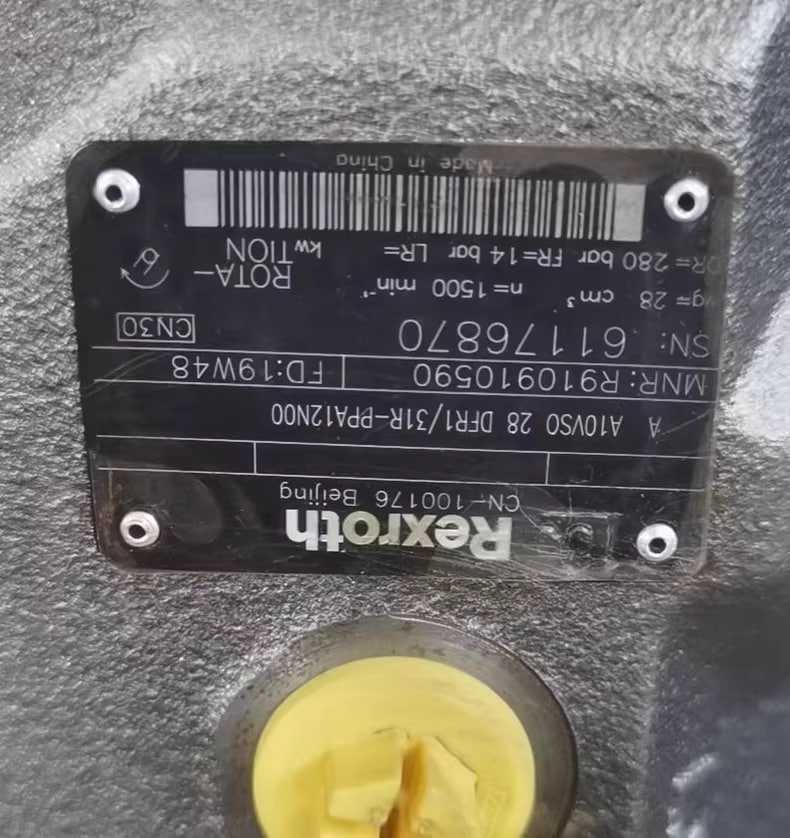 Rexroth
CN-100176 Beijing
A A10VSO 28 DFR1/31R-PPA12N00
MNR: R910910590 FD:19W48
SN: 61176870 CN30
Vg= 28 cm³ n=1500 min⁻¹ ROTA-
DR= 280 bar FR=14 bar LR= kW TION
Made in China